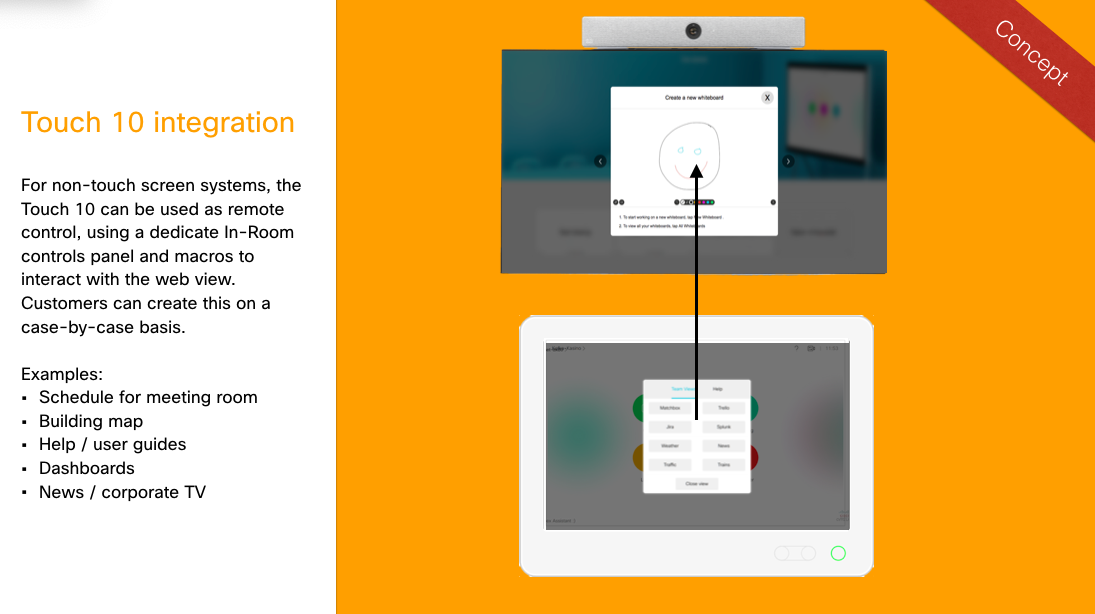 Concept
Touch 10 integration
For non-touch screen systems, the
Touch 10 can be used as remote
control, using a dedicate In-Room
controls panel and macros to
interact with the web view.
Customers can create this on a
case-by-case basis.
Examples:
▪ Schedule for meeting room
▪ Building map
▪ Help / user guides
▪ Dashboards
▪ News / corporate TV
Create a new whiteboard X
1. To start working on a new whiteboard, tap New Whiteboard.
2. To view all your whiteboards, tap All Whiteboards
Team Help
Matchbox Trello
Jira Splunk
Weather News
Traffic Trains
Close view